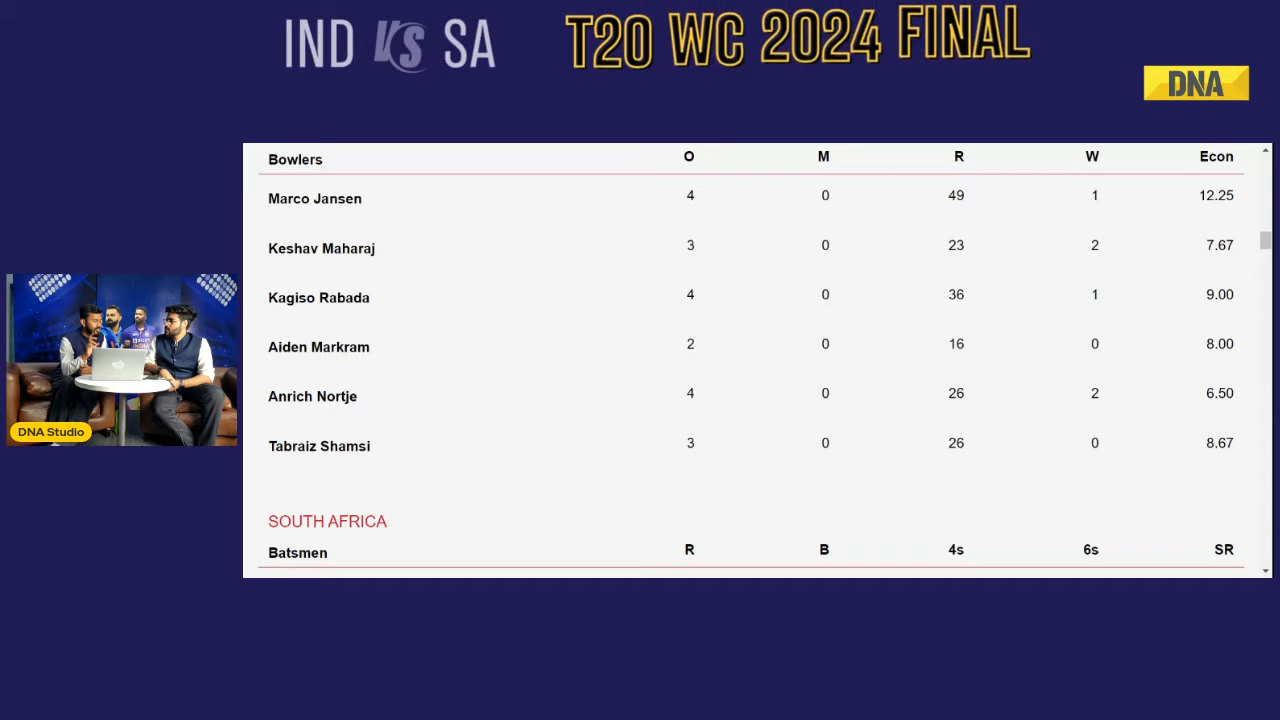 IND VS SA T20 WC 2024 FINAL
DNA
Bowlers O M R W Econ
Marco Jansen 4 0 49 1 12.25
Keshav Maharaj 3 0 23 2 7.67
Kagiso Rabada 4 0 36 1 9.00
Aiden Markram 2 0 16 0 8.00
Anrich Nortje 4 0 26 2 6.50
Tabraiz Shamsi 3 0 26 0 8.67
DNA Studio
SOUTH AFRICA
Batsmen R B 4s 6s SR